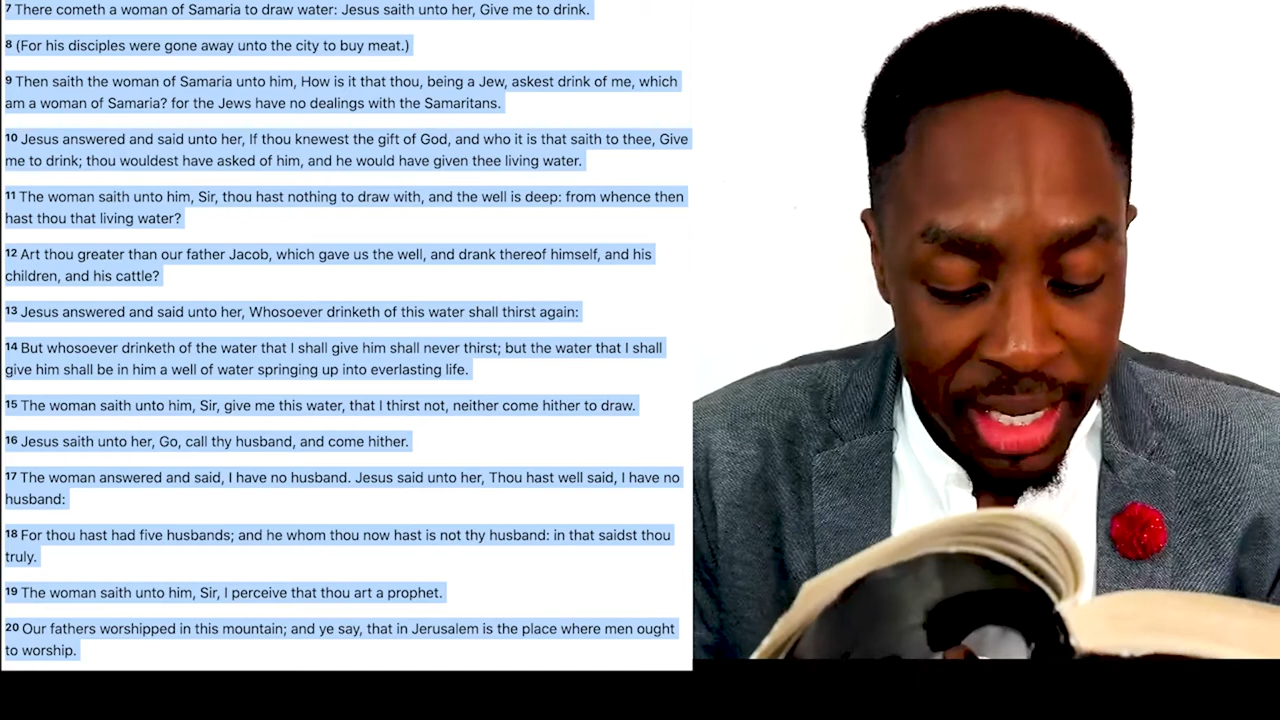 7 There cometh a woman of Samaria to draw water: Jesus saith unto her, Give me to drink.
8 (For his disciples were gone away unto the city to buy meat.)
9 Then saith the woman of Samaria unto him, How is it that thou, being a Jew, askest drink of me, which
am a woman of Samaria? for the Jews have no dealings with the Samaritans.
10 Jesus answered and said unto her, If thou knewest the gift of God, and who it is that saith to thee, Give
me to drink; thou wouldest have asked of him, and he would have given thee living water.
11 The woman saith unto him, Sir, thou hast nothing to draw with, and the well is deep: from whence then
hast thou that living water?
12 Art thou greater than our father Jacob, which gave us the well, and drank thereof himself, and his
children, and his cattle?
13 Jesus answered and said unto her, Whosoever drinketh of this water shall thirst again:
14 But whosoever drinketh of the water that I shall give him shall never thirst; but the water that I shall
give him shall be in him a well of water springing up into everlasting life.
15 The woman saith unto him, Sir, give me this water, that I thirst not, neither come hither to draw.
16 Jesus saith unto her, Go, call thy husband, and come hither.
17 The woman answered and said, I have no husband. Jesus said unto her, Thou hast well said, I have no
husband:
18 For thou hast had five husbands; and he whom thou now hast is not thy husband: in that saidst thou
truly.
19 The woman saith unto him, Sir, I perceive that thou art a prophet.
20 Our fathers worshipped in this mountain; and ye say, that in Jerusalem is the place where men ought
to worship.